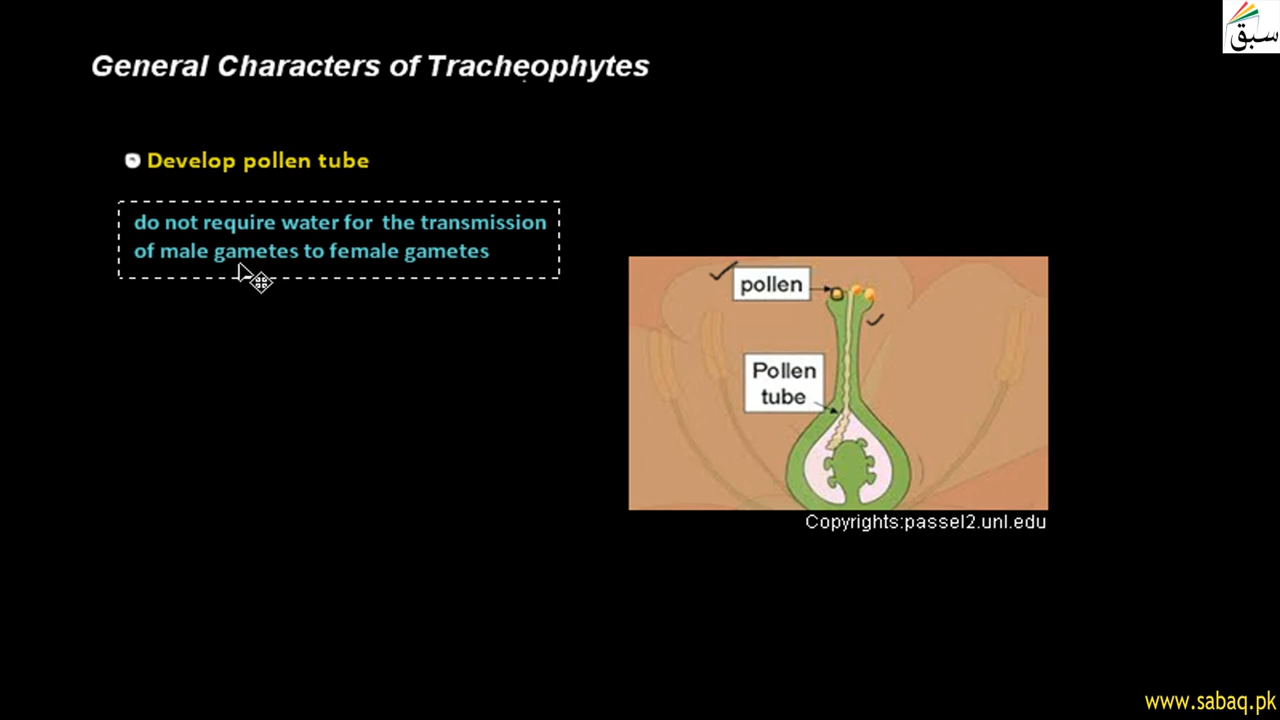 سبق
General Characters of Tracheophytes
Develop pollen tube
do not require water for the transmission
of male gametes to female gametes
pollen
Pollen
tube
Copyrights:passel2.unl.edu
www.sabaq.pk